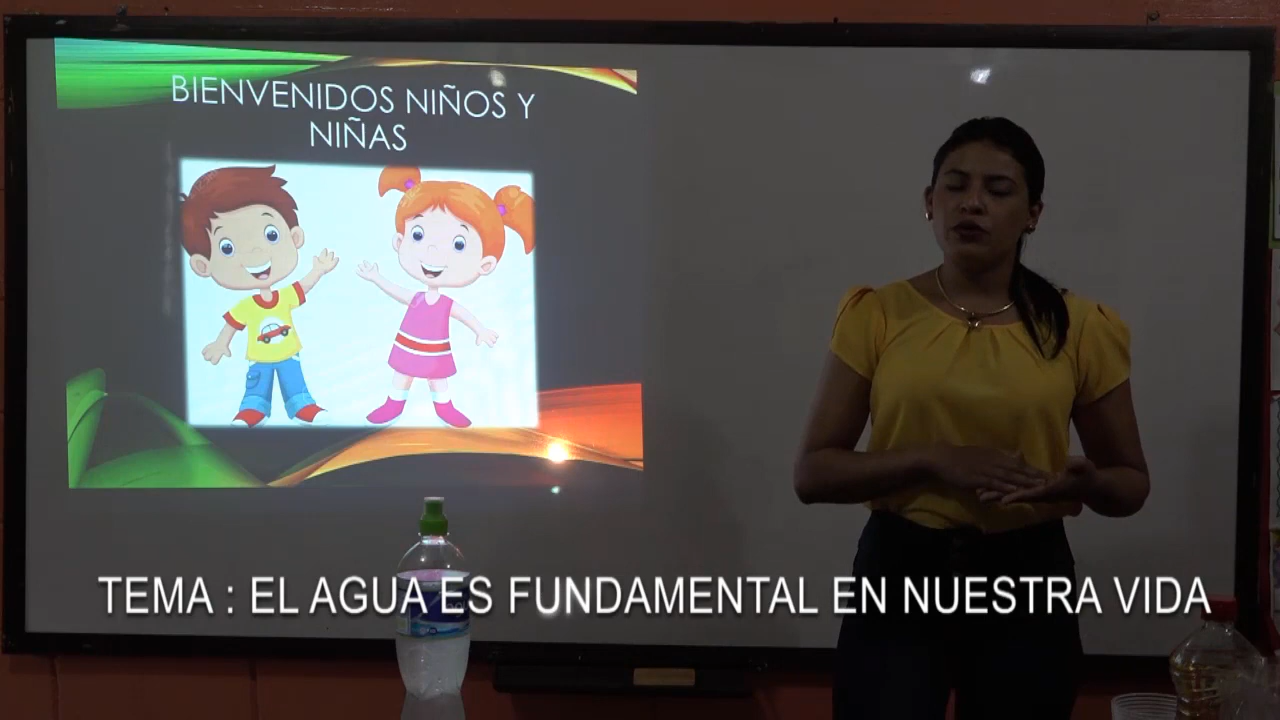 BIENVENIDOS NIÑOS Y
NIÑAS
TEMA : EL AGUA ES FUNDAMENTAL EN NUESTRA VIDA